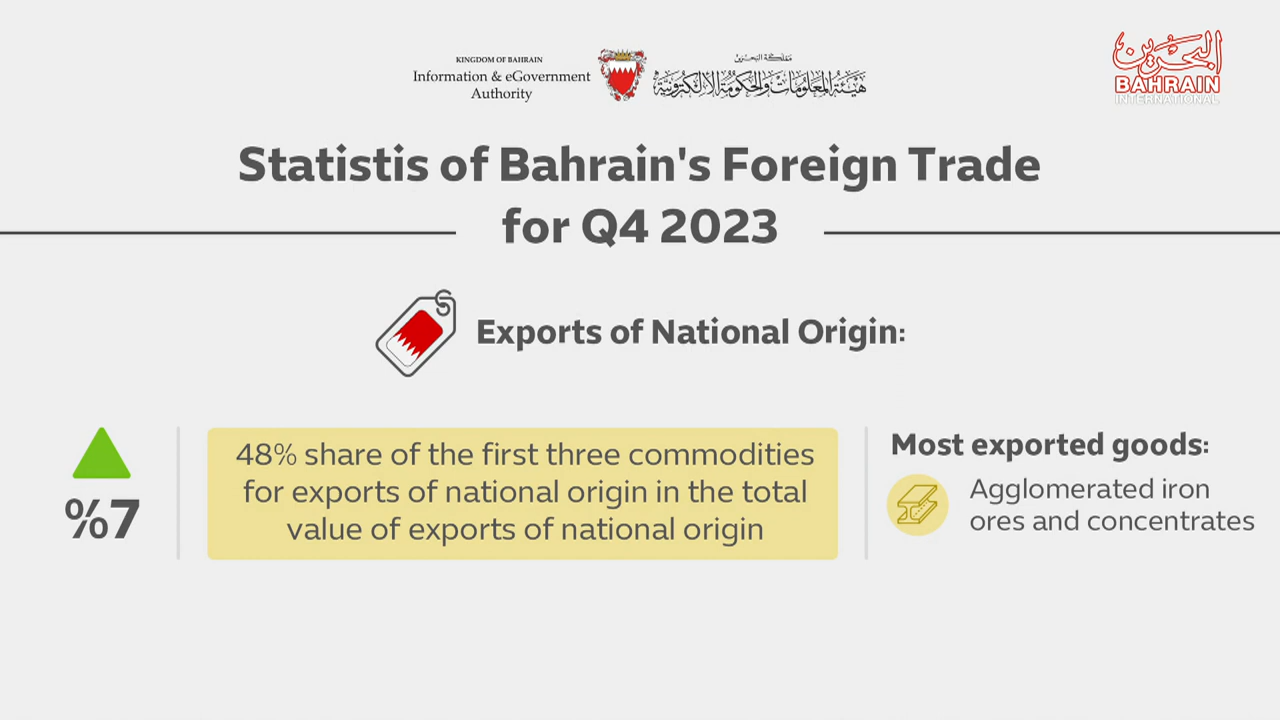 KINGDOM OF BAHRAIN
Information & eGovernment
Authority
مملكة البحرين
هيئة المعلومات والحكومة الإلكترونية
البحرين
BAHRAIN
INTERNATIONAL
Statistis of Bahrain's Foreign Trade
for Q4 2023
Exports of National Origin:
%7
48% share of the first three commodities
for exports of national origin in the total
value of exports of national origin
Most exported goods:
Agglomerated iron
ores and concentrates